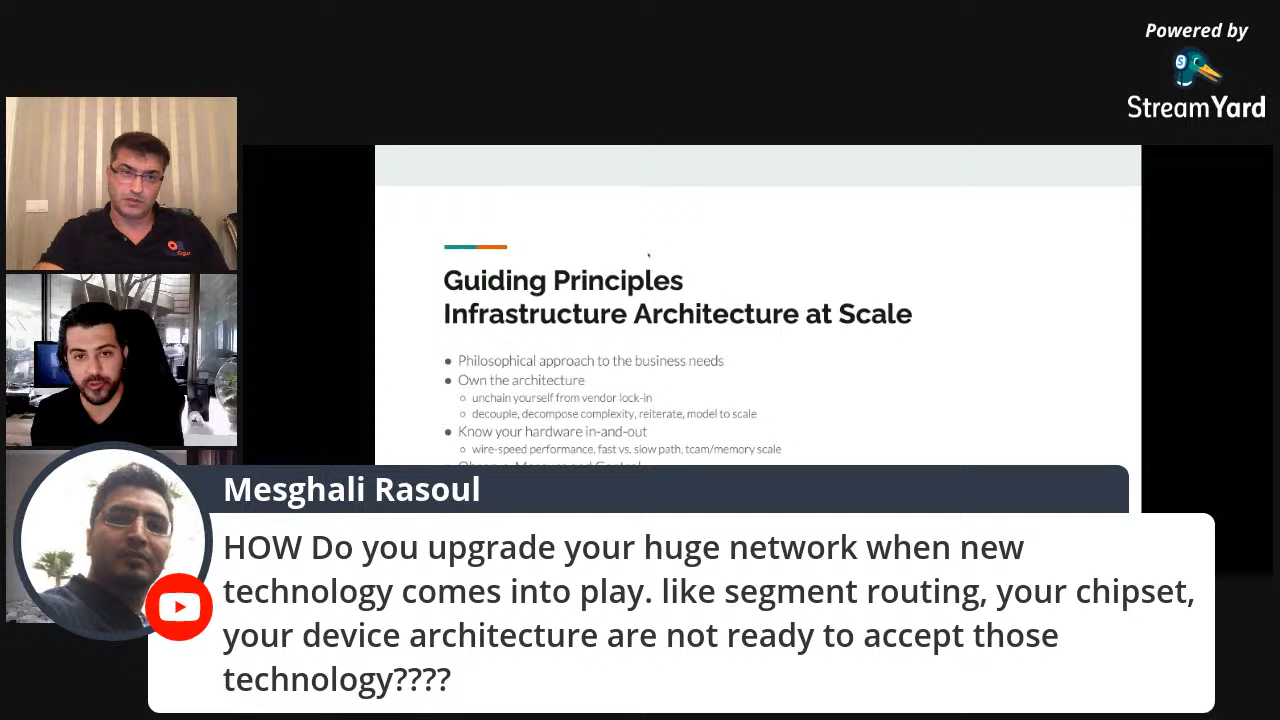 Powered by
StreamYard
Guiding Principles
Infrastructure Architecture at Scale
● Philosophical approach to the business needs
● Own the architecture
○ unchain yourself from vendor lock-in
○ decouple, decompose complexity, reiterate, model to scale
● Know your hardware in-and-out
○ wire-speed performance, fast vs. slow path, tcam/memory scale
Mesghali Rasoul
HOW Do you upgrade your huge network when new
technology comes into play. like segment routing, your chipset,
your device architecture are not ready to accept those
technology????